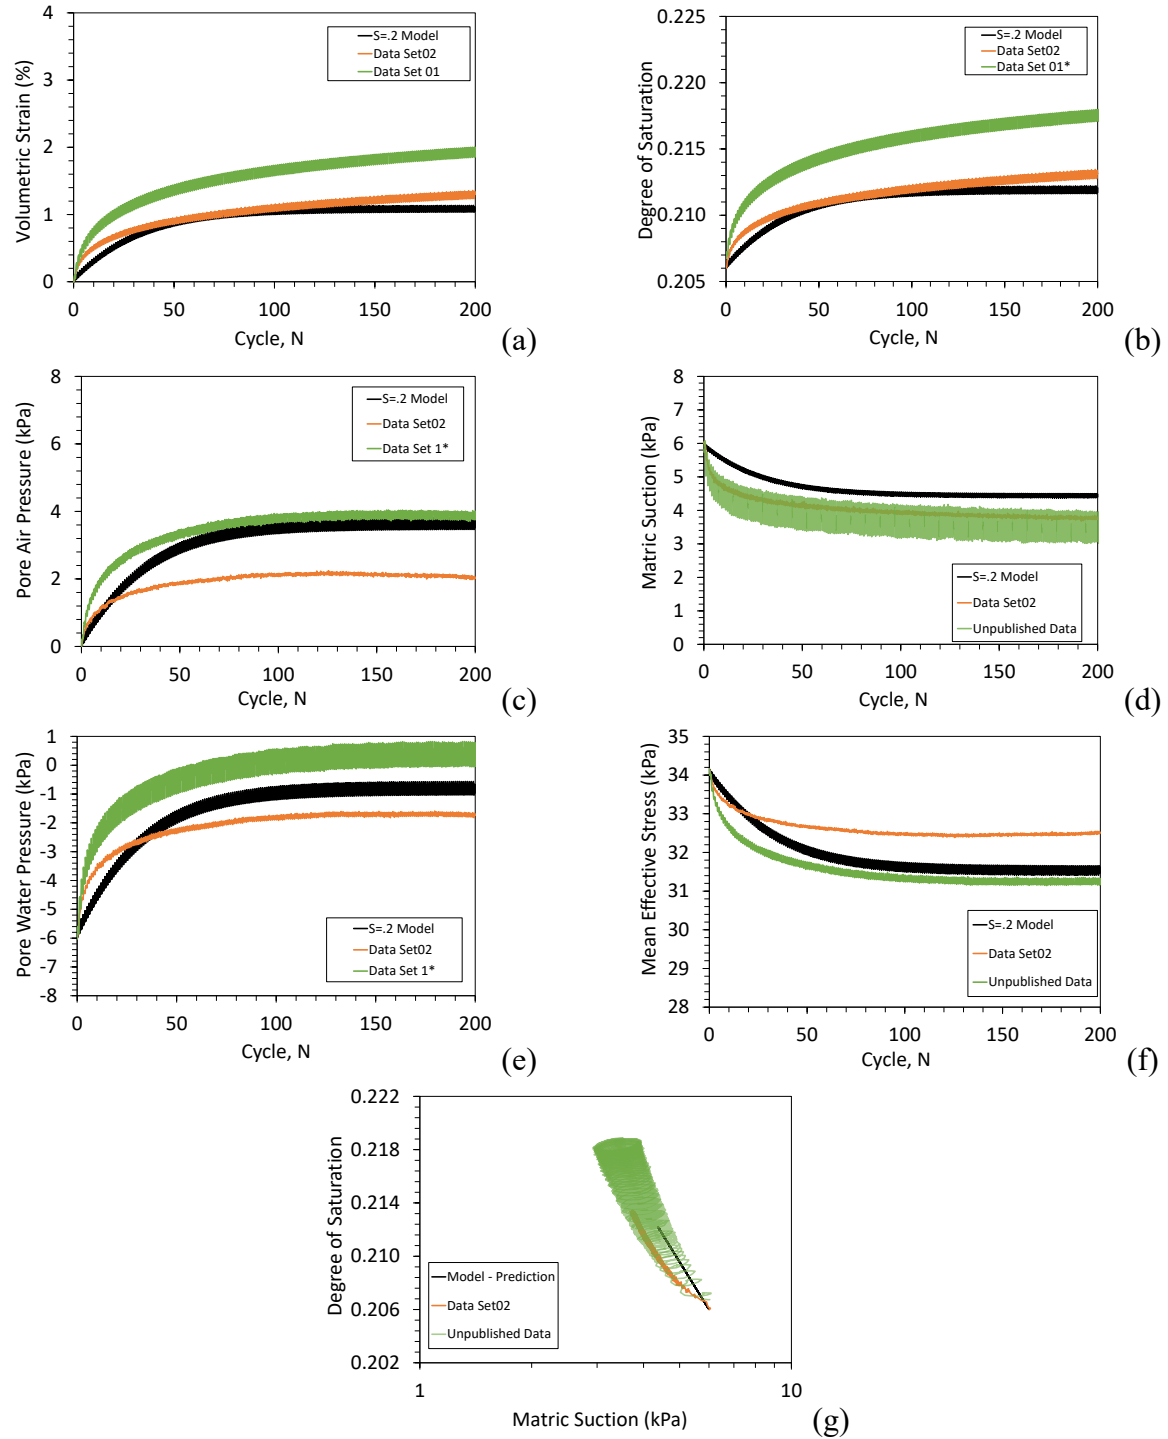 4
3
2
1
0
Volumetric Strain (%)
S=.2 Model
Data Set02
Data Set 01
0 50 100 150 200
Cycle, N
(a)
0.225
0.220
0.215
0.210
0.205
Degree of Saturation
S=.2 Model
Data Set02
Data Set 01*
0 50 100 150 200
Cycle, N
(b)
8
6
4
2
0
Pore Air Pressure (kPa)
S=.2 Model
Data Set02
Data Set 1*
0 50 100 150 200
Cycle, N
(c)
8
7
6
5
4
3
2
1
0
Matric Suction (kPa)
S=.2 Model
Data Set02
Unpublished Data
0 50 100 150 200
Cycle, N
(d)
1
0
-1
-2
-3
-4
-5
-6
-7
-8
Pore Water Pressure (kPa)
S=.2 Model
Data Set02
Data Set 1*
0 50 100 150 200
Cycle, N
(e)
35
34
33
32
31
30
29
28
Mean Effective Stress (kPa)
S=.2 Model
Data Set02
Unpublished Data
0 50 100 150 200
Cycle, N
(f)
0.222
0.218
0.214
0.210
0.206
0.202
Degree of Saturation
Model - Prediction
Data Set02
Unpublished Data
1 10
Matric Suction (kPa)
(g)